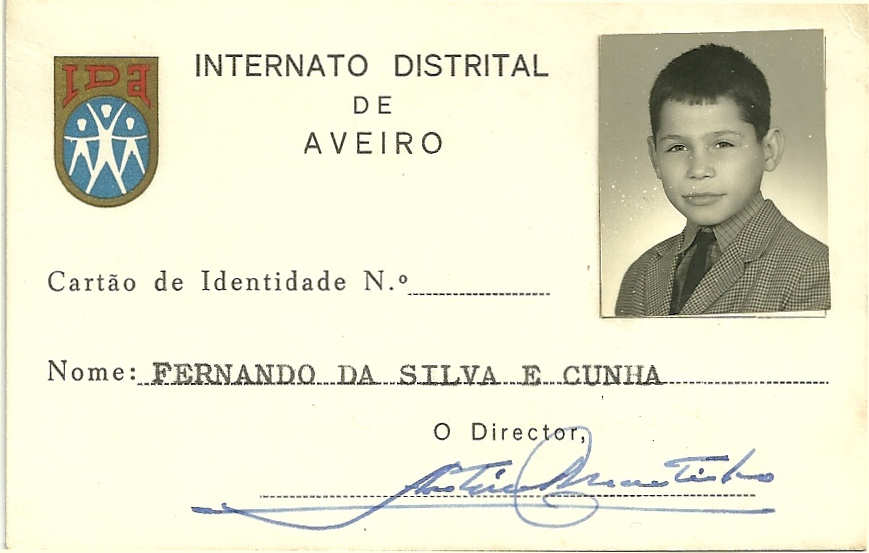 IDA
INTERNATO DISTRITAL
DE
AVEIRO
Cartão de Identidade N.º
Nome: FERNANDO DA SILVA E CUNHA
O Director,